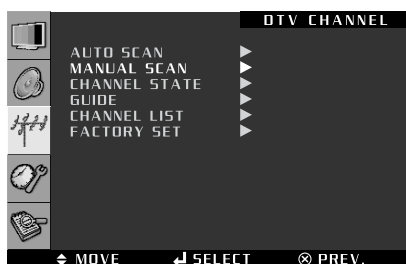 DTV CHANNEL
AUTO SCAN
MANUAL SCAN
CHANNEL STATE
GUIDE
CHANNEL LIST
FACTORY SET
MOVE SELECT PREV.